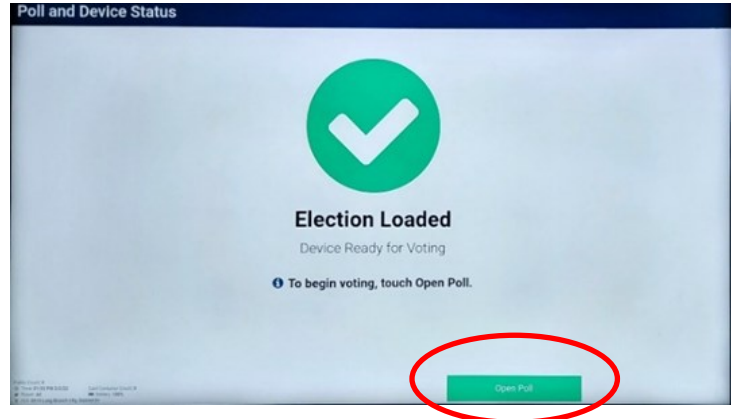 Poll and Device Status
Election Loaded
Device Ready for Voting
To begin voting, touch Open Poll.
Open Poll